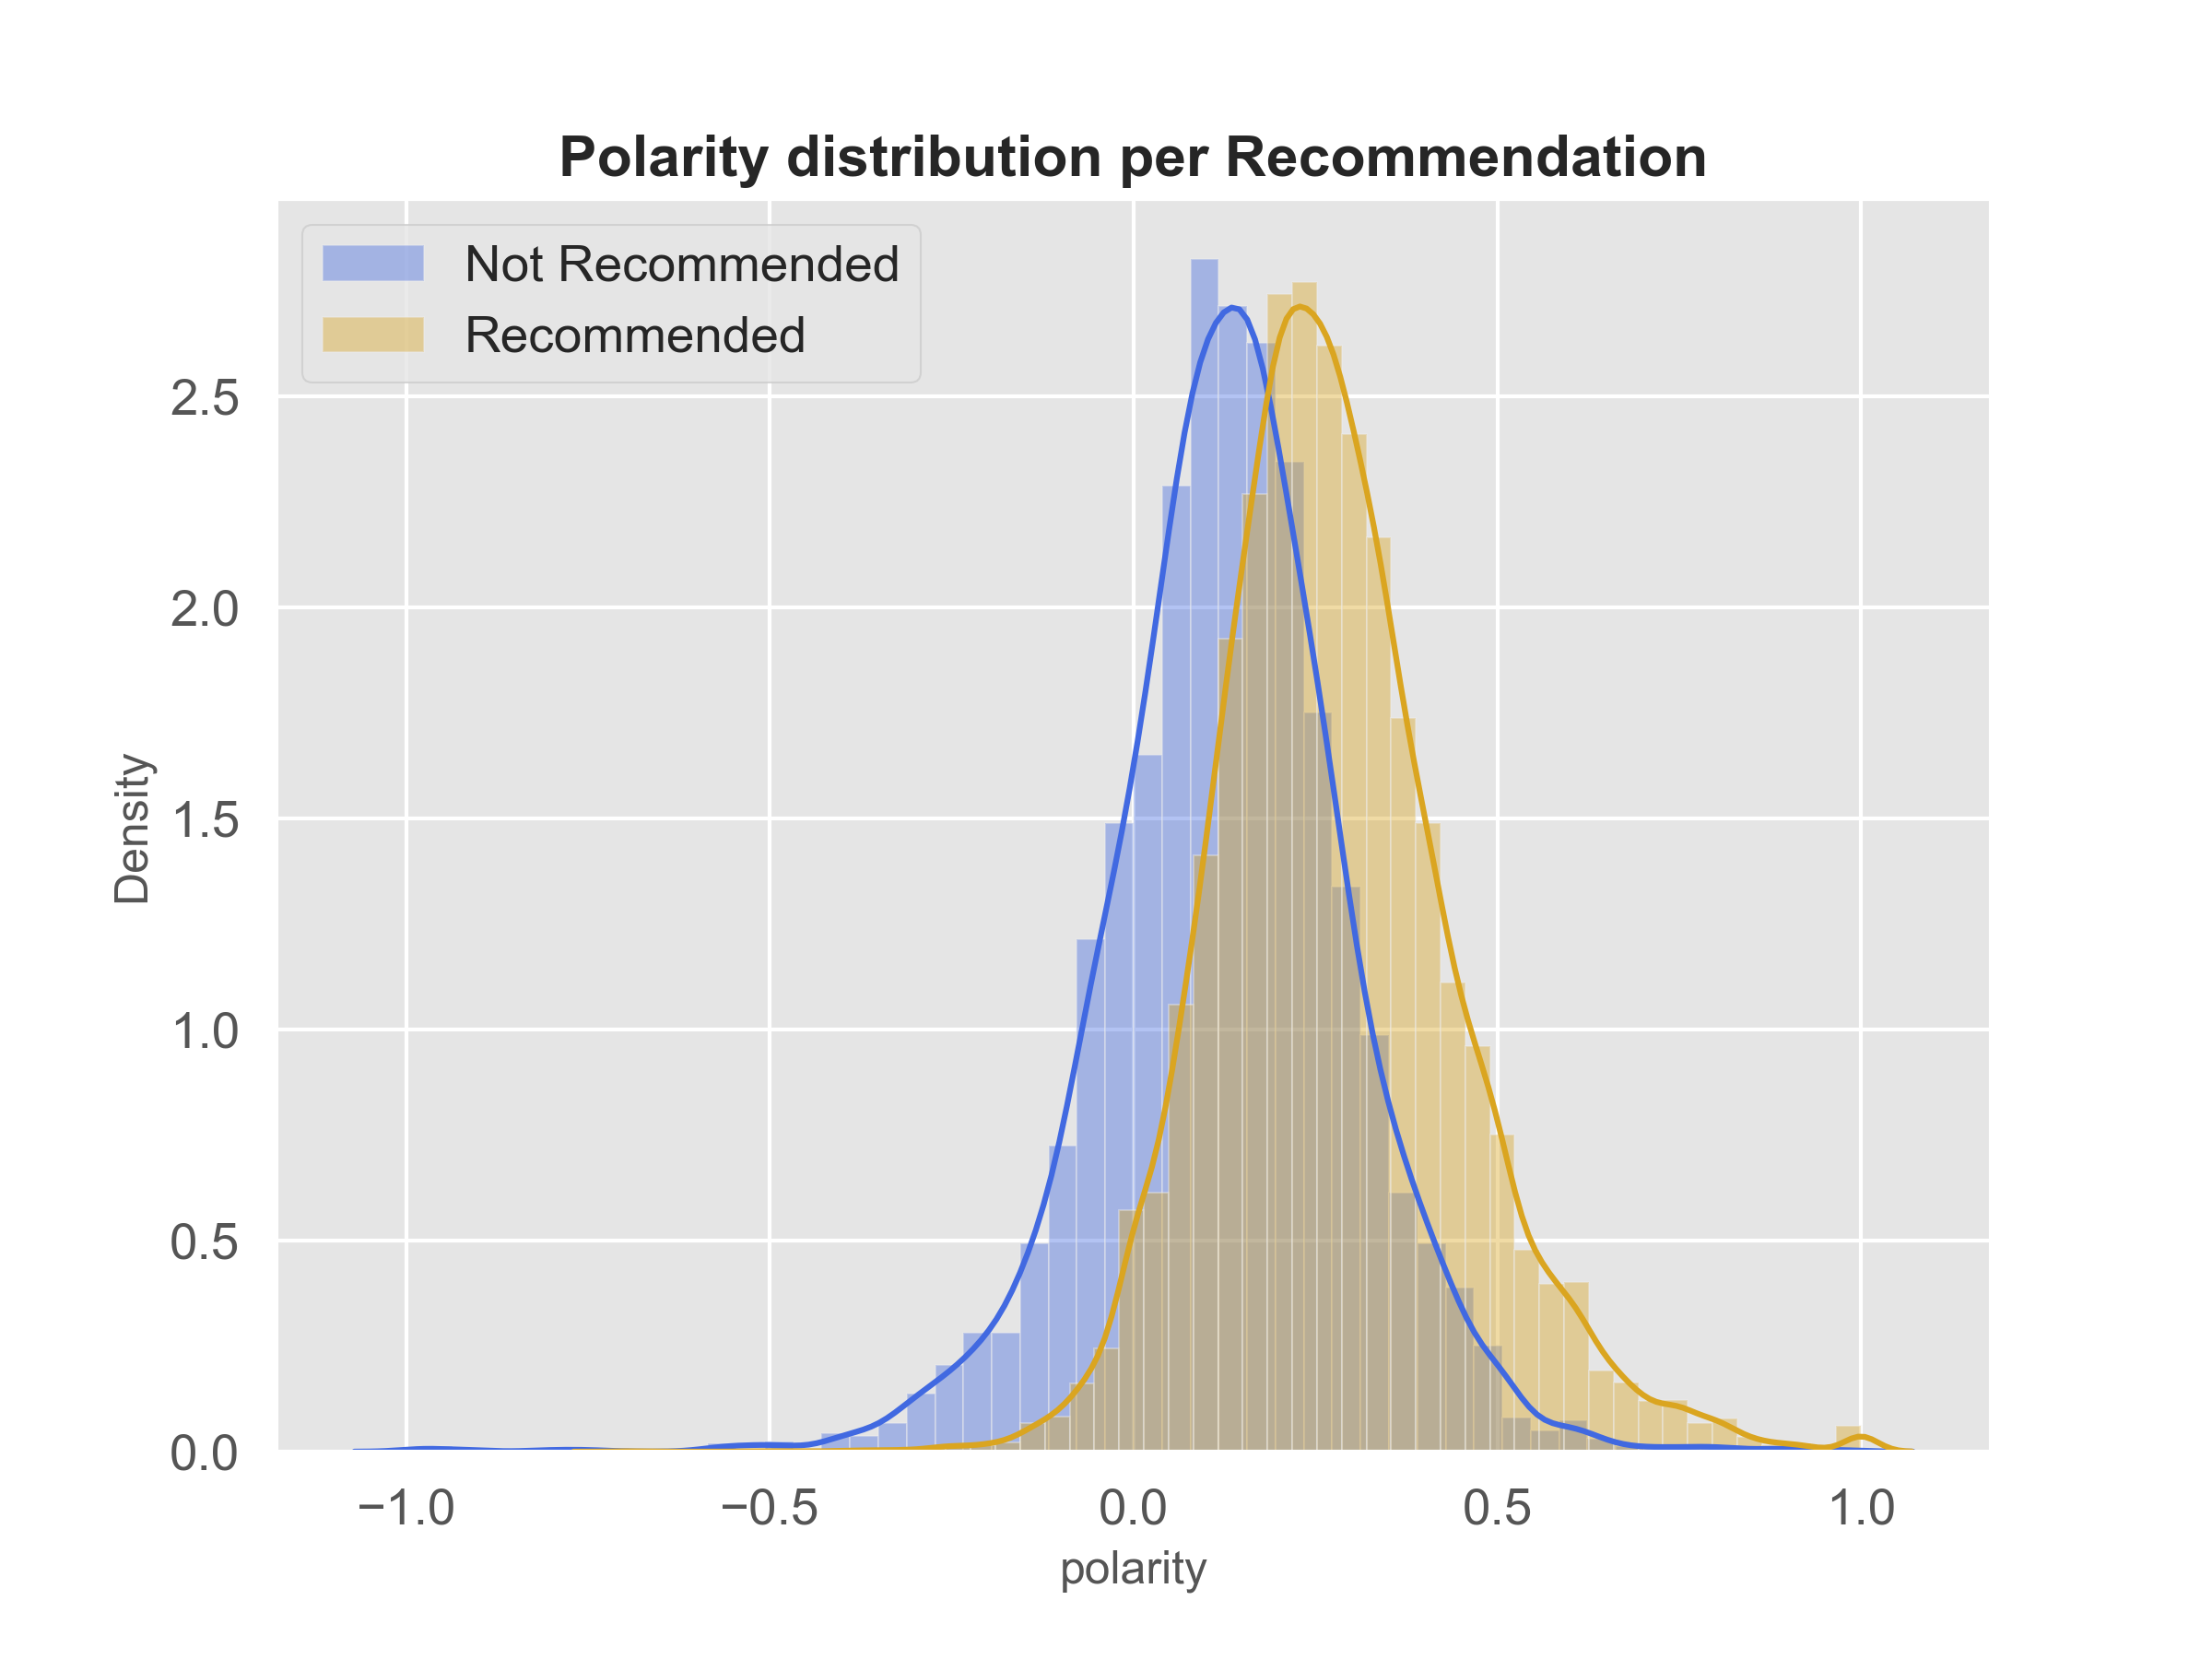 Polarity distribution per Recommendation
Not Recommended
Recommended
2.5
2.0
1.5
1.0
0.5
0.0
Density
−1.0 −0.5 0.0 0.5 1.0
polarity